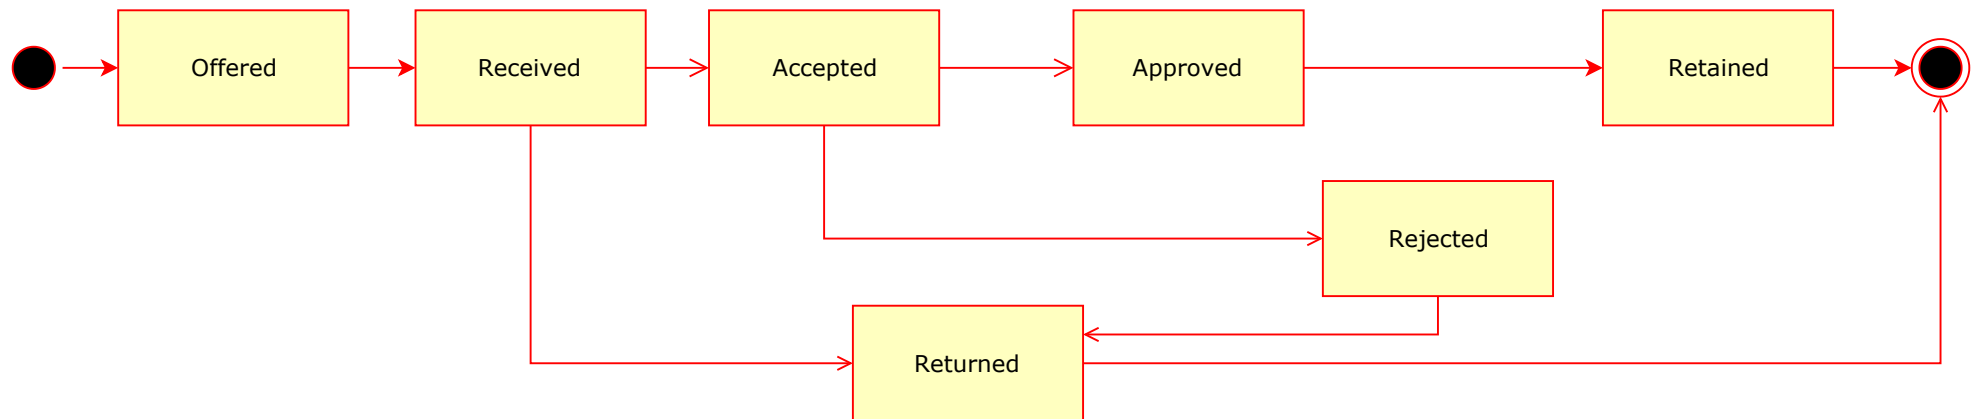 Offered
Received
Accepted
Approved
Retained
Rejected
Returned